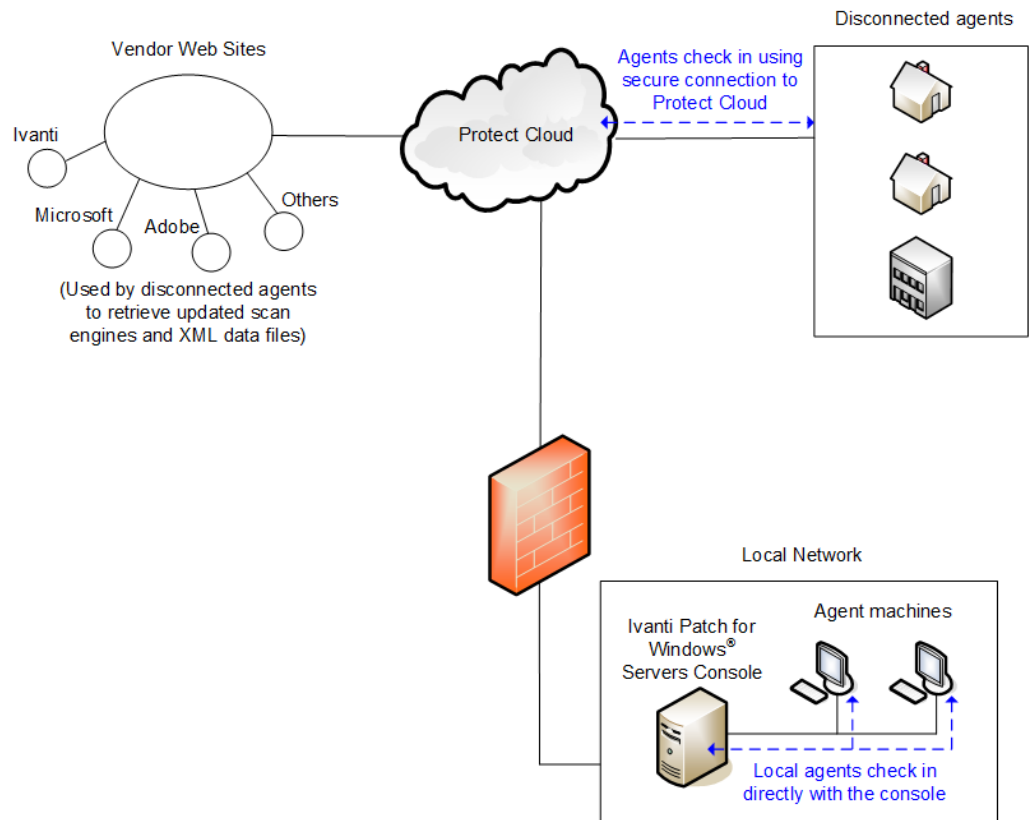 Disconnected agents
Vendor Web Sites
Agents check in using
secure connection to
Protect Cloud
Protect Cloud
Ivanti
Microsoft
Adobe
Others
(Used by disconnected agents
to retrieve updated scan
engines and XML data files)
Local Network
Ivanti Patch for
Windows®
Servers Console
Agent machines
Local agents check in
directly with the console